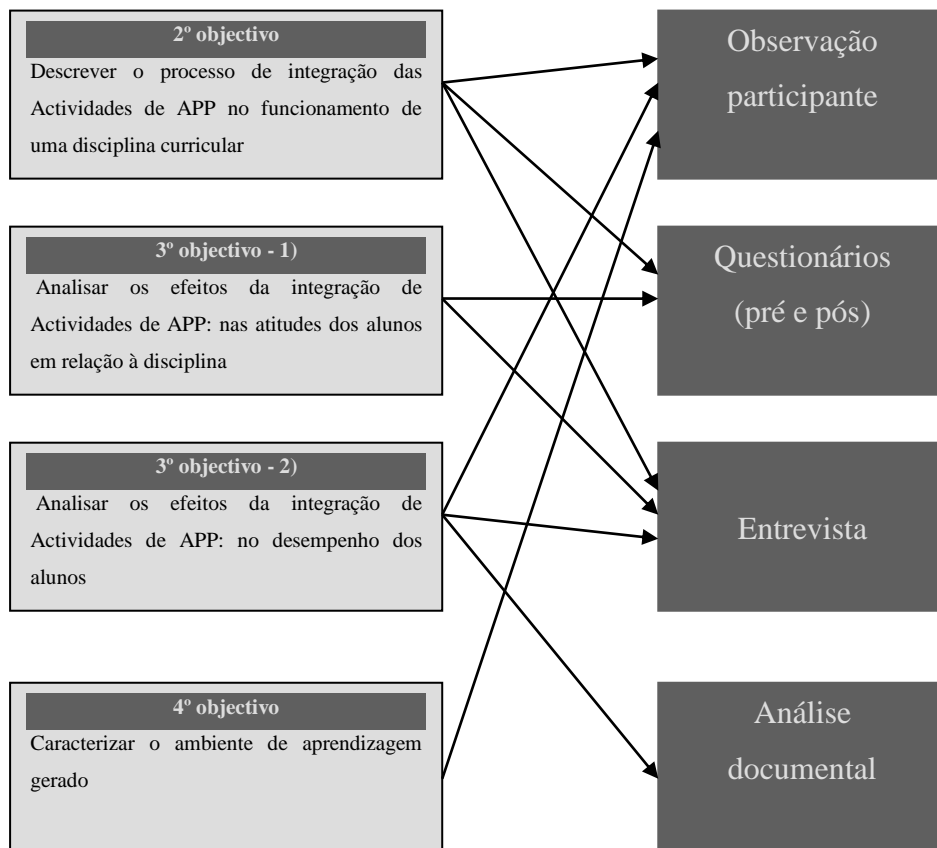 2º objectivo
Descrever o processo de integração das
Actividades de APP no funcionamento de
uma disciplina curricular
3º objectivo - 1)
Analisar os efeitos da integração de
Actividades de APP: nas atitudes dos alunos
em relação à disciplina
3º objectivo - 2)
Analisar os efeitos da integração de
Actividades de APP: no desempenho dos
alunos
4º objectivo
Caracterizar o ambiente de aprendizagem
gerado
Observação
participante
Questionários
(pré e pós)
Entrevista
Análise
documental